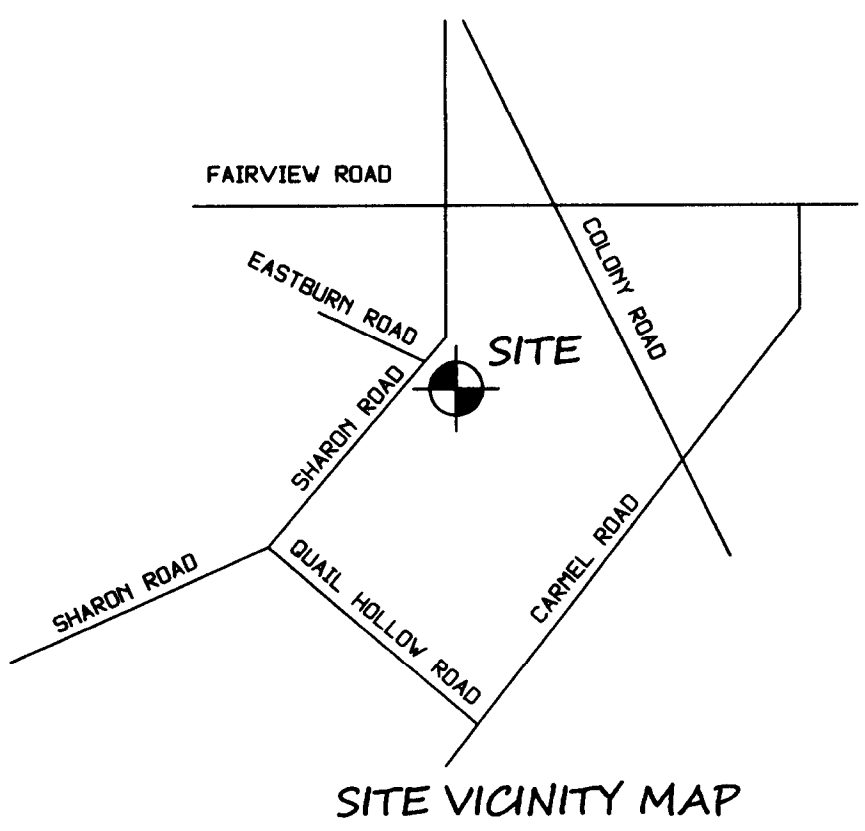 FAIRVIEW ROAD
COLONY ROAD
EASTBURN ROAD
SITE
SHARON ROAD
CARMEL ROAD
SHARON ROAD
QUAIL HOLLOW ROAD
SITE VICINITY MAP